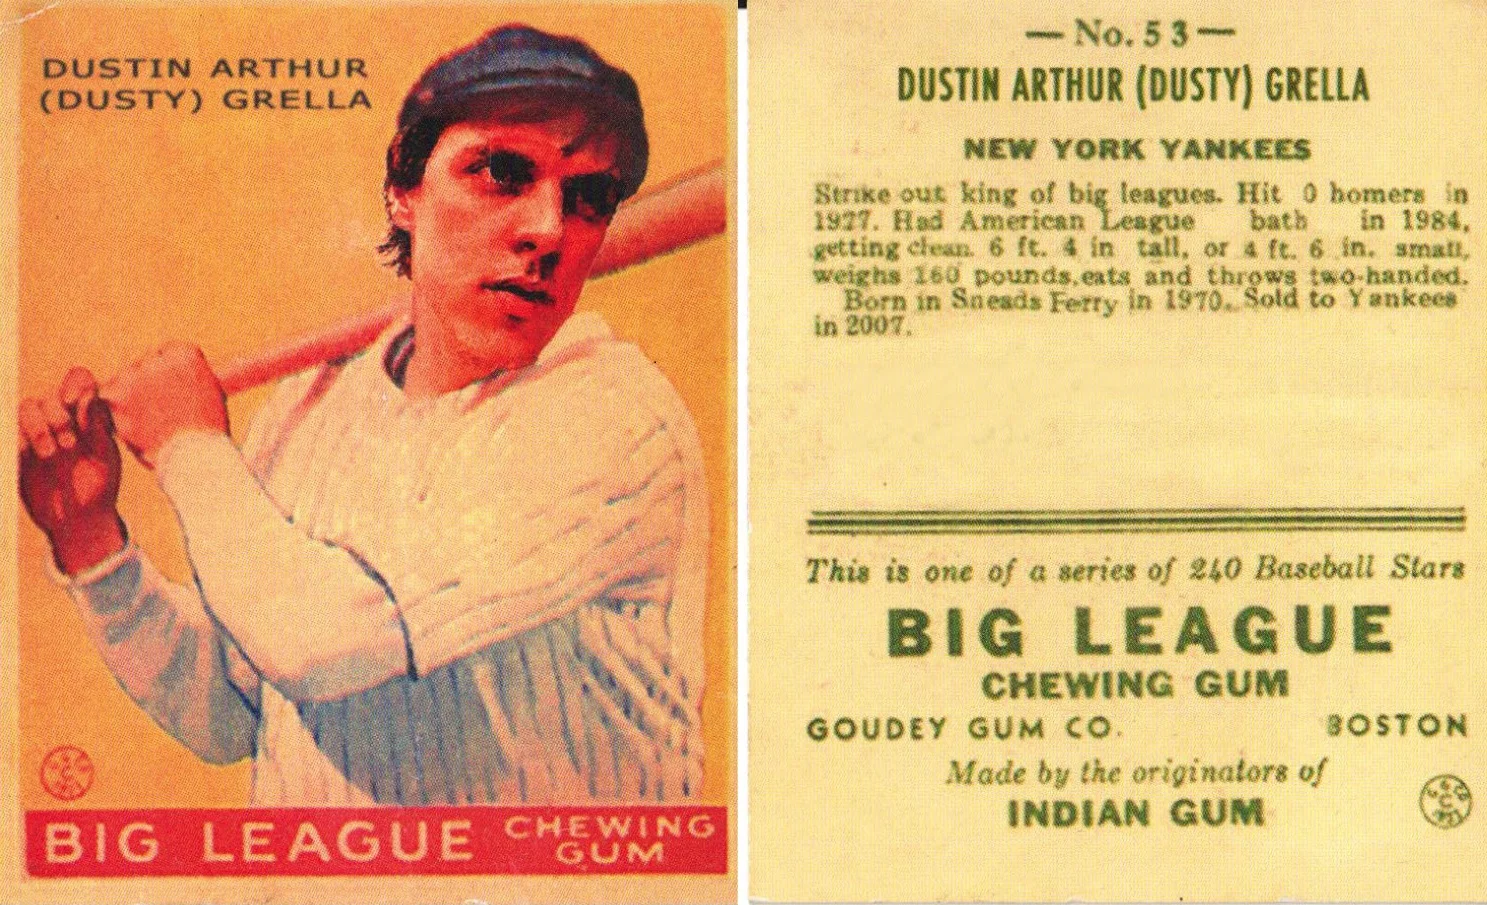 DUSTIN ARTHUR
(DUSTY) GRELLA
BIG LEAGUE CHEWING GUM
— No. 53 —
DUSTIN ARTHUR (DUSTY) GRELLA
NEW YORK YANKEES
Strike out king of big leagues. Hit 0 homers in
1927. Had American League bath in 1984,
getting clean. 6 ft. 4 in tall, or 4 ft. 6 in. small,
weighs 160 pounds, eats and throws two-handed.
Born in Sneads Ferry in 1970. Sold to Yankees
in 2007.
This is one of a series of 240 Baseball Stars
BIG LEAGUE
CHEWING GUM
GOUDEY GUM CO. BOSTON
Made by the originators of
INDIAN GUM